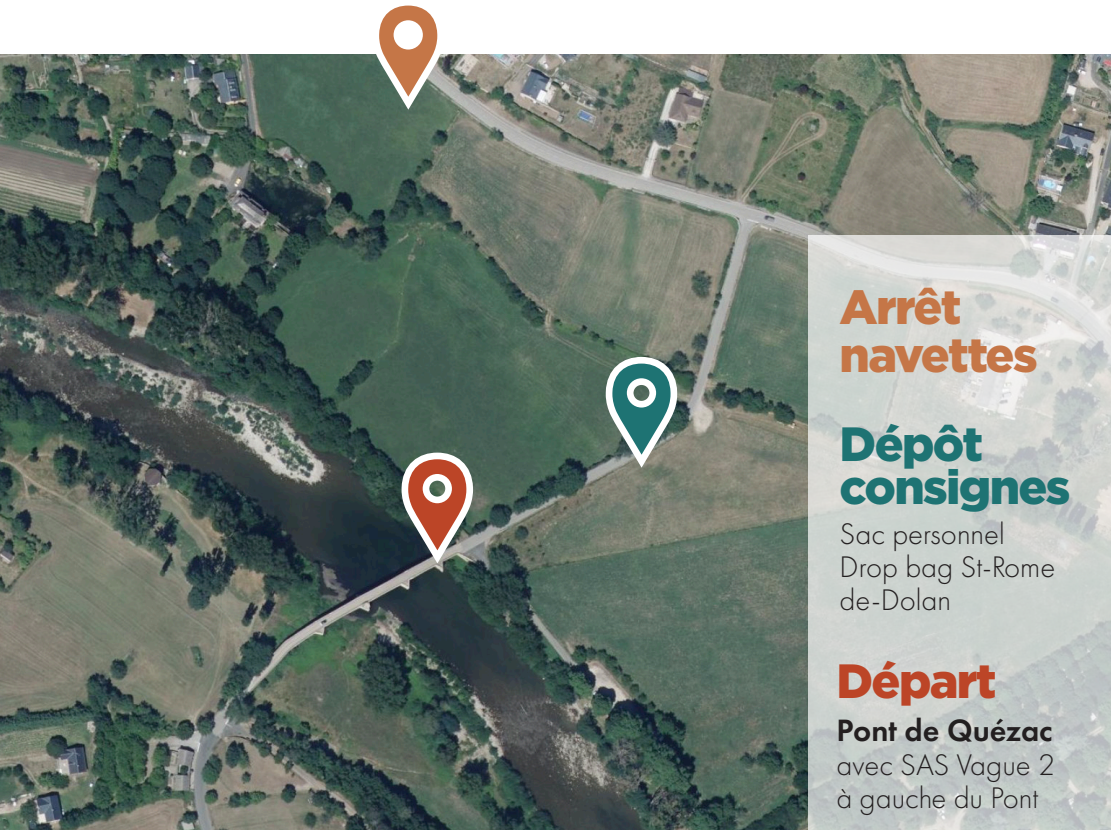 Arrêt
navettes
Dépôt
consignes
Sac personnel
Drop bag St-Rome
de-Dolan
Départ
Pont de Quézac
avec SAS Vague 2
à gauche du Pont